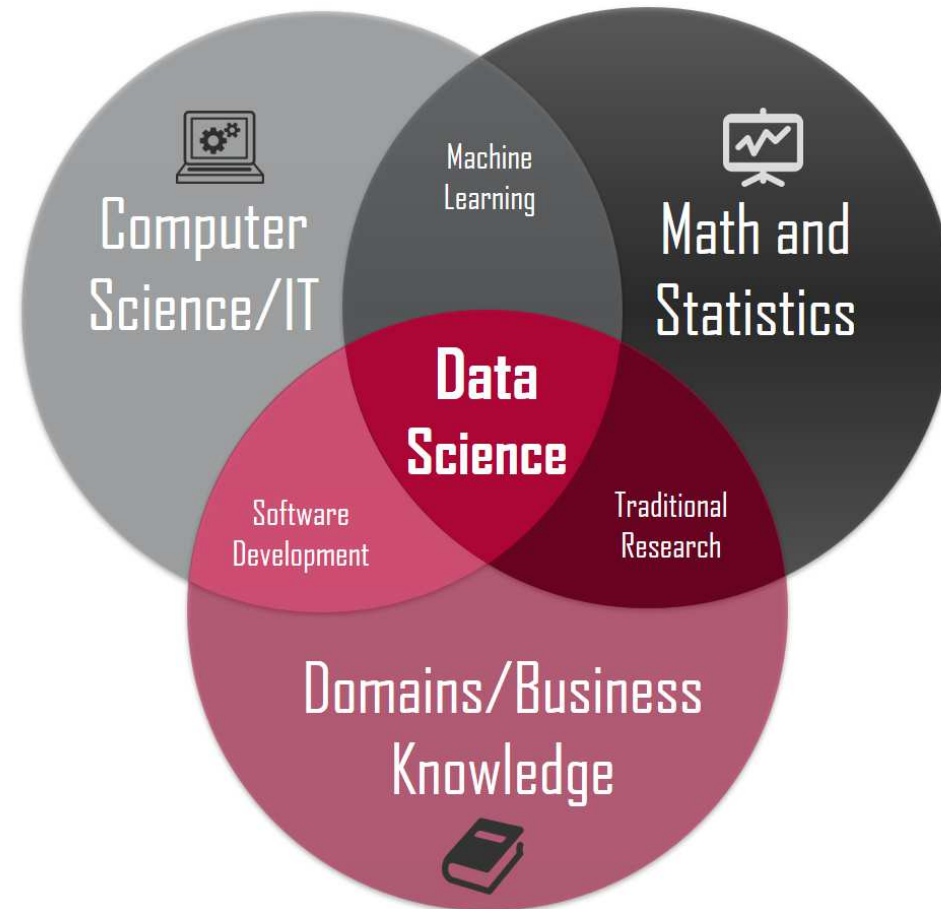 Computer
Science/IT
Machine
Learning
Math and
Statistics
Data
Science
Software
Development
Traditional
Research
Domains/Business
Knowledge